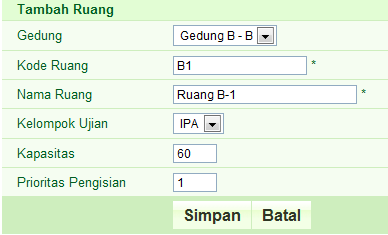 Tambah Ruang
Gedung Gedung B - B
Kode Ruang B1 *
Nama Ruang Ruang B-1 *
Kelompok Ujian IPA
Kapasitas 60
Prioritas Pengisian 1
Simpan Batal